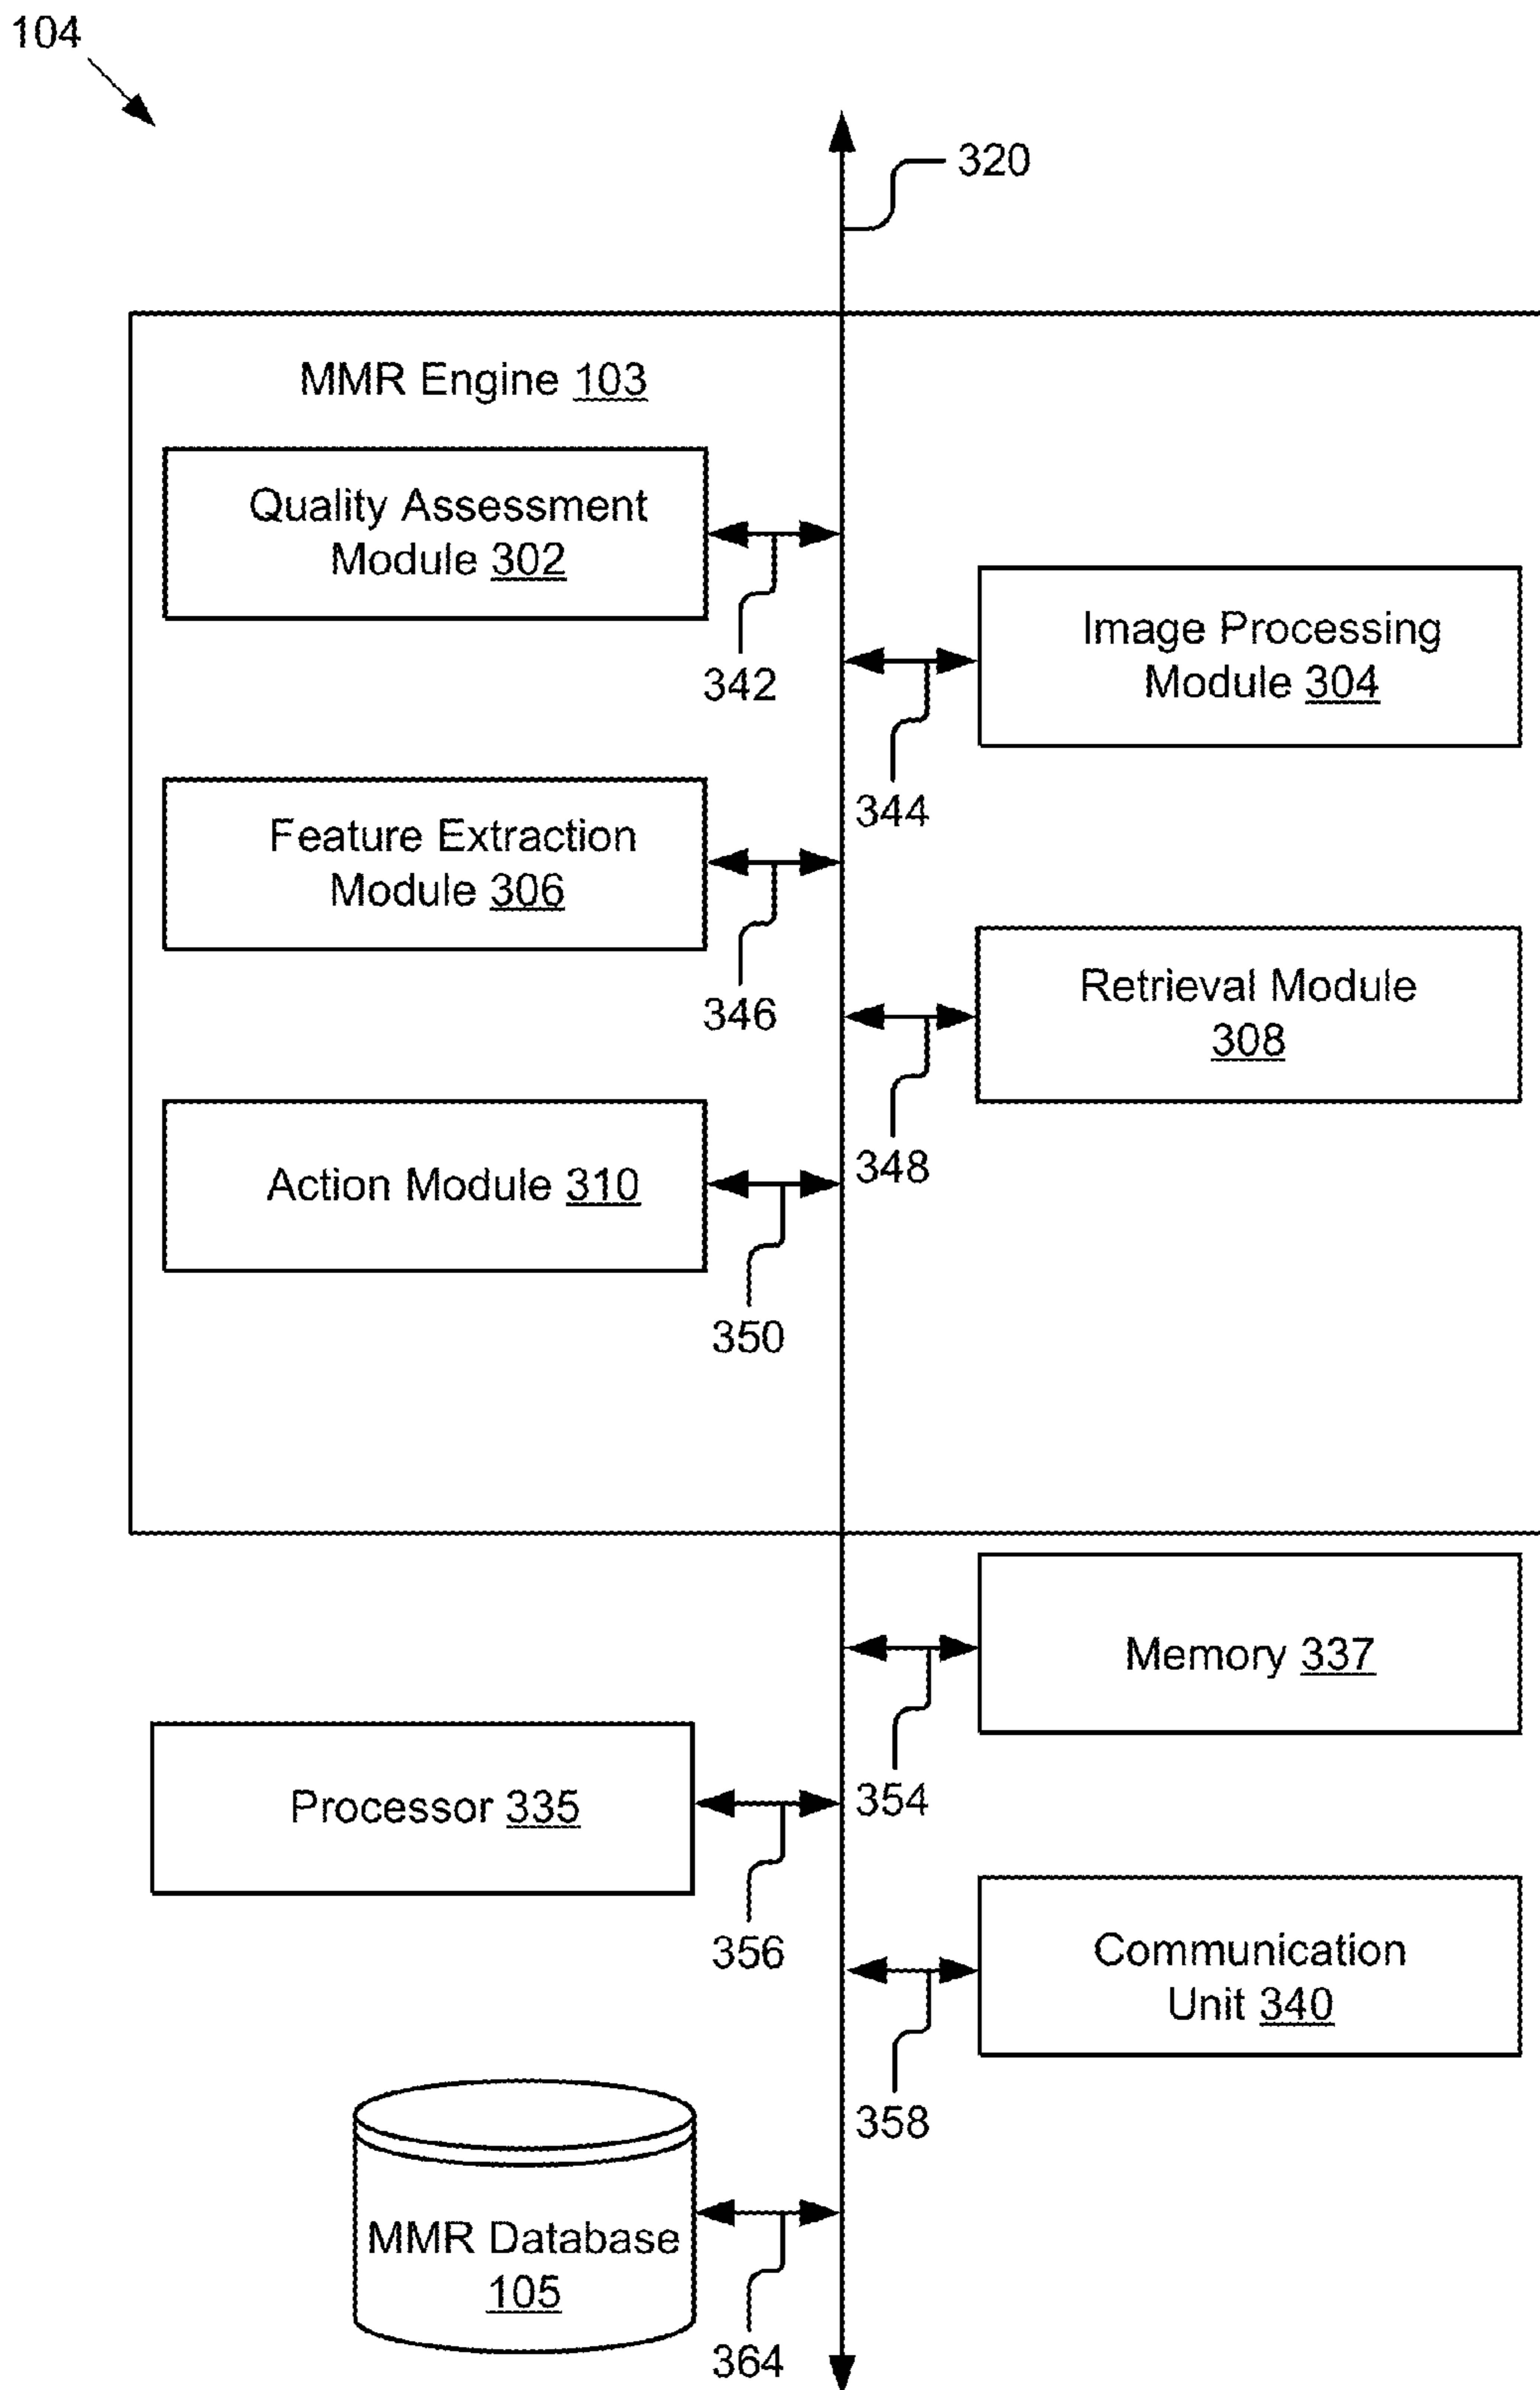 104
320
MMR Engine 103
Quality Assessment
Module 302
342
Image Processing
Module 304
344
Feature Extraction
Module 306
346
Retrieval Module
308
348
Action Module 310
350
Memory 337
354
Processor 335
356
Communication
Unit 340
358
MMR Database
105
364